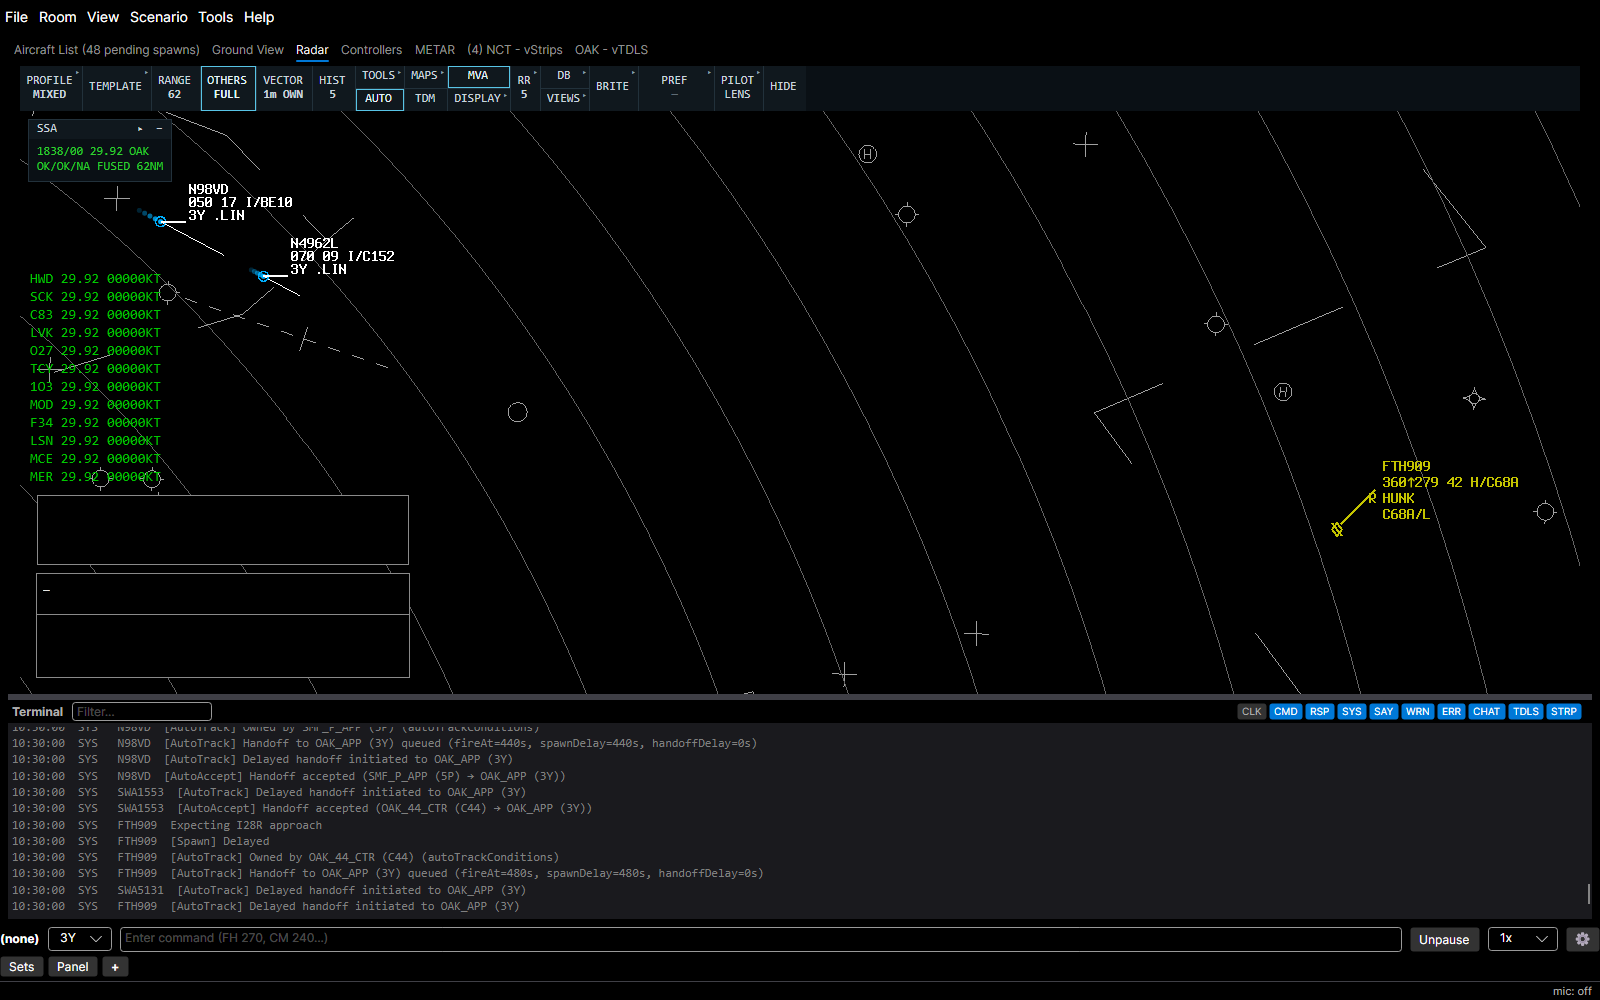 File Room View Scenario Tools Help
Aircraft List (48 pending spawns) Ground View Radar Controllers METAR (4) NCT - vStrips OAK - vTDLS
PROFILE MIXED
TEMPLATE
RANGE 62
OTHERS FULL
VECTOR 1m OWN
HIST 5
TOOLS
AUTO
MAPS
TDM
MVA
DISPLAY
RR 5
DB
VIEWS
BRITE
PREF —
PILOT LENS
HIDE
SSA
1838/00 29.92 OAK
OK/OK/NA FUSED 62NM
N98VD
050 17 I/BE10
3Y .LIN
N4962L
070 09 I/C152
3Y .LIN
HWD 29.92 00000KT
SCK 29.92 00000KT
C83 29.92 00000KT
LVK 29.92 00000KT
O27 29.92 00000KT
TCY 29.92 00000KT
1O3 29.92 00000KT
MOD 29.92 00000KT
F34 29.92 00000KT
LSN 29.92 00000KT
MCE 29.92 00000KT
MER 29.92 00000KT
H
H
FTH909
360↑279 42 H/C68A
R HUNK
C68A/L
Terminal Filter... CLK CMD RSP SYS SAY WRN ERR CHAT TDLS STRP
10:30:00 SYS N98VD [AutoTrack] Owned by SMF_P_APP (5P) (autoTrackConditions)
10:30:00 SYS N98VD [AutoTrack] Handoff to OAK_APP (3Y) queued (fireAt=440s, spawnDelay=440s, handoffDelay=0s)
10:30:00 SYS N98VD [AutoTrack] Delayed handoff initiated to OAK_APP (3Y)
10:30:00 SYS N98VD [AutoAccept] Handoff accepted (SMF_P_APP (5P) → OAK_APP (3Y))
10:30:00 SYS SWA1553 [AutoTrack] Delayed handoff initiated to OAK_APP (3Y)
10:30:00 SYS SWA1553 [AutoAccept] Handoff accepted (OAK_44_CTR (C44) → OAK_APP (3Y))
10:30:00 SYS FTH909 Expecting I28R approach
10:30:00 SYS FTH909 [Spawn] Delayed
10:30:00 SYS FTH909 [AutoTrack] Owned by OAK_44_CTR (C44) (autoTrackConditions)
10:30:00 SYS FTH909 [AutoTrack] Handoff to OAK_APP (3Y) queued (fireAt=480s, spawnDelay=480s, handoffDelay=0s)
10:30:00 SYS SWA5131 [AutoTrack] Delayed handoff initiated to OAK_APP (3Y)
10:30:00 SYS FTH909 [AutoTrack] Delayed handoff initiated to OAK_APP (3Y)
(none) 3Y Enter command (FH 270, CM 240...) Unpause 1x
Sets Panel +
mic: off